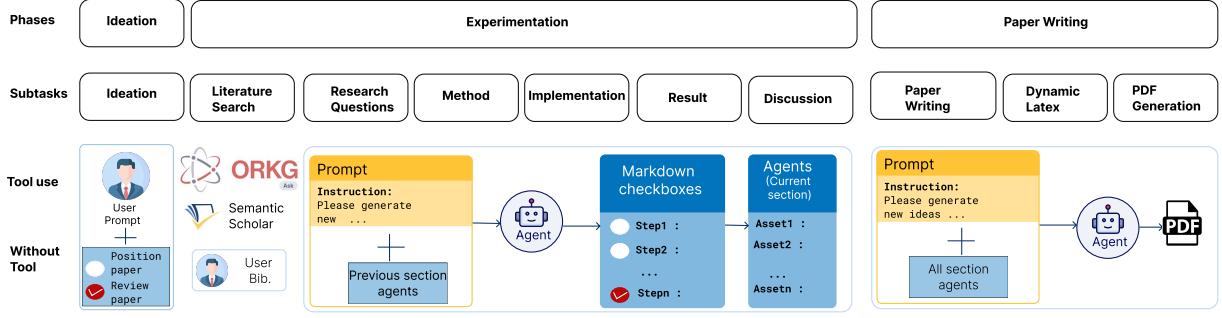 Phases
Ideation
Experimentation
Paper Writing
Subtasks
Ideation
Literature
Search
Research
Questions
Method
Implementation
Result
Discussion
Paper
Writing
Dynamic
Latex
PDF
Generation
Tool use
Without
Tool
User
Prompt
Position
paper
Review
paper
ORKG
Ask
Semantic
Scholar
User
Bib.
Prompt
Instruction:
Please generate
new ...
Previous section
agents
Agent
Markdown
checkboxes
Step1 :
Step2 :
...
Stepn :
Agents
(Current
section)
Asset1 :
Asset2 :
...
Assetn :
Prompt
Instruction:
Please generate
new ideas ...
All section
agents
Agent
PDF